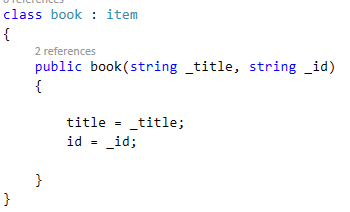 class book : item
{
2 references
public book(string _title, string _id)
{
title = _title;
id = _id;
}
}